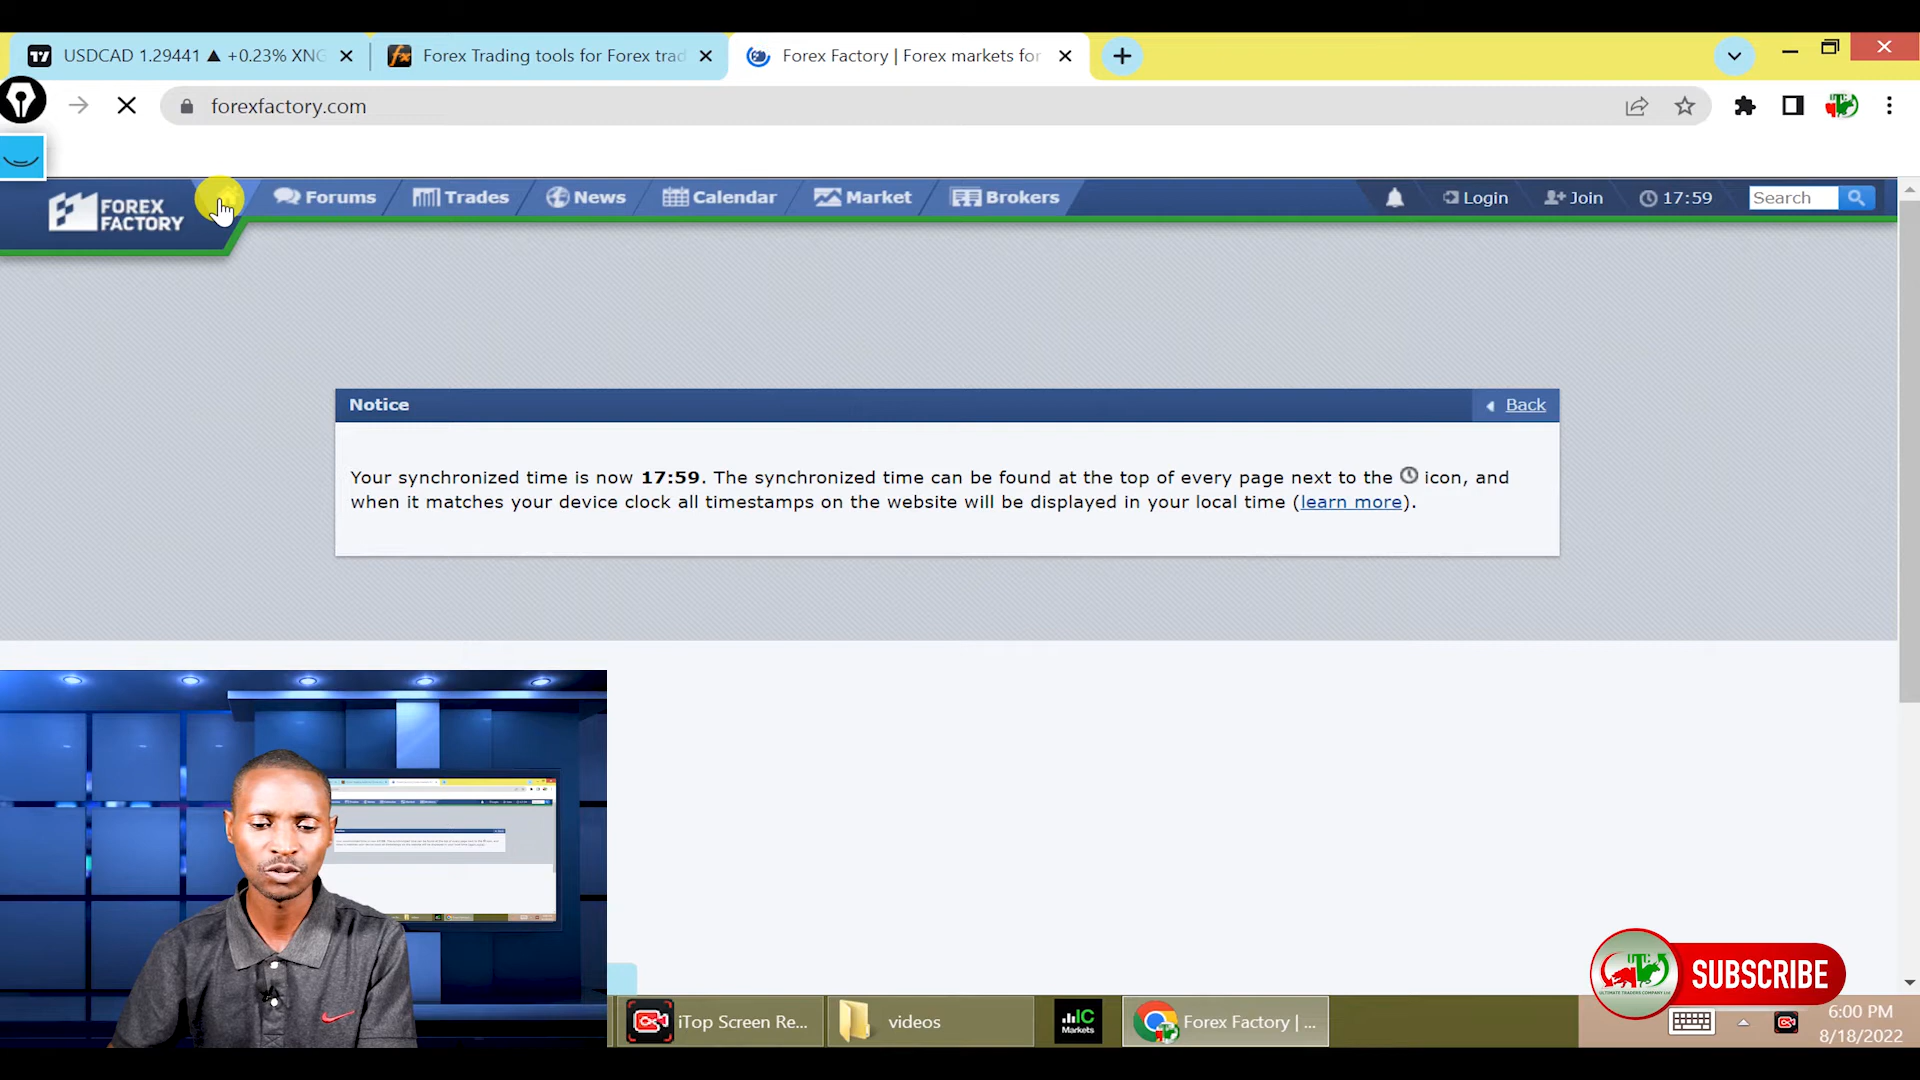 USDCAD 1.29441 ▲ +0.23% XNG
Forex Trading tools for Forex trad
Forex Factory | Forex markets for
forexfactory.com
FOREX
FACTORY
Forums
Trades
News
Calendar
Market
Brokers
Login
Join
17:59
Search
Notice
Back
Your synchronized time is now 17:59. The synchronized time can be found at the top of every page next to the icon, and
when it matches your device clock all timestamps on the website will be displayed in your local time (learn more).
SUBSCRIBE
iTop Screen Re...
videos
IC
Markets
Forex Factory | ...
6:00 PM
8/18/2022